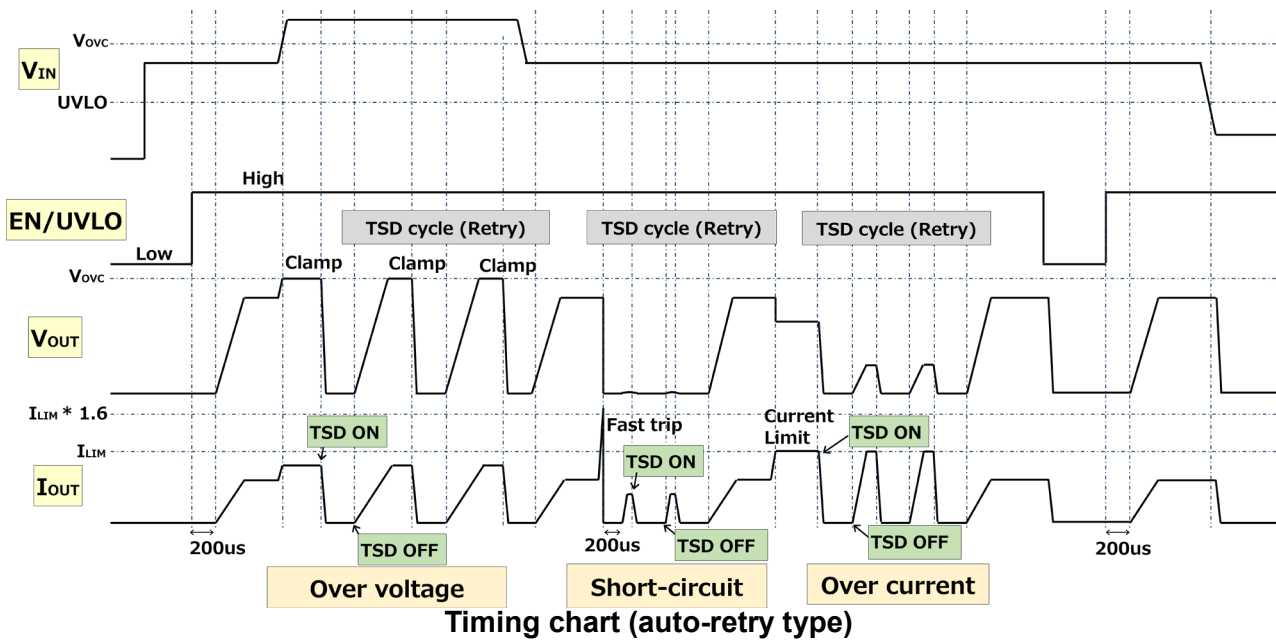 VOVC
VIN
UVLO
High
EN/UVLO
TSD cycle (Retry)
TSD cycle (Retry)
TSD cycle (Retry)
Low
VOVC
Clamp
Clamp
Clamp
VOUT
ILIM * 1.6
Fast trip
Current
Limit
TSD ON
TSD ON
ILIM
TSD ON
IOUT
200us
TSD OFF
200us
TSD OFF
TSD OFF
200us
Over voltage
Short-circuit
Over current
Timing chart (auto-retry type)